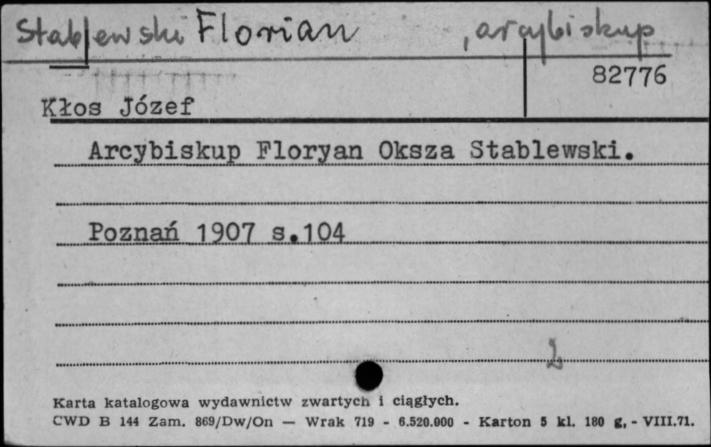 Stablewski Florian, arcybiskup
82776
Kłos Józef
Arcybiskup Floryan Oksza Stablewski.
Poznań 1907 s.104
2
Karta katalogowa wydawnictw zwartych i ciągłych.
CWD B 144 Zam. 869/Dw/On — Wrak 719 - 6.520.000 - Karton 5 kl. 180 g, - VIII.71.